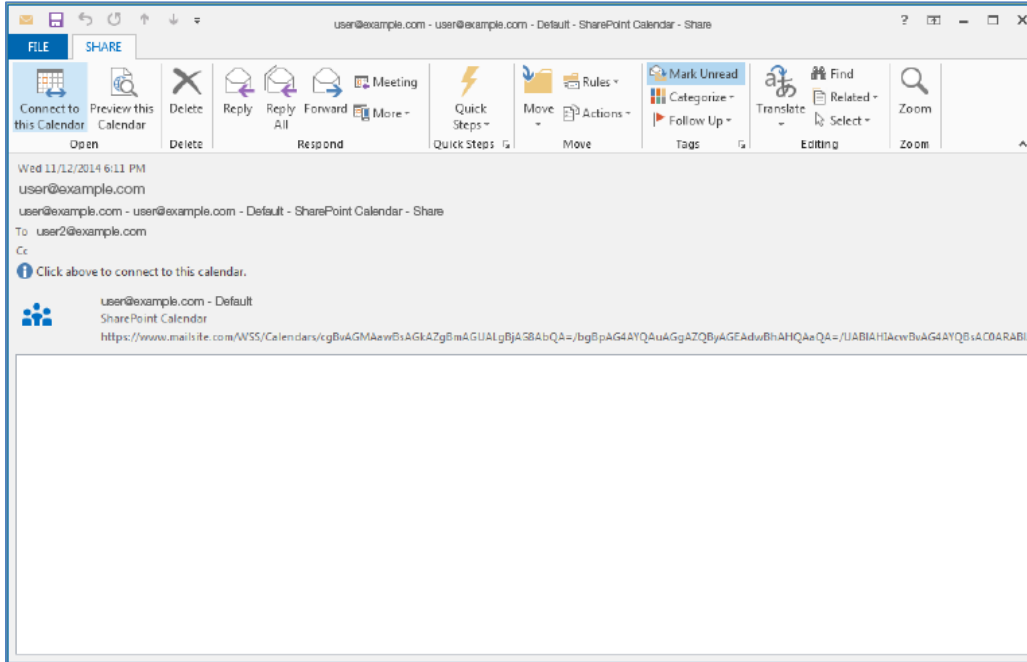 user@example.com - user@example.com - Default - SharePoint Calendar - Share
FILE SHARE
Connect to this Calendar
Preview this Calendar
Delete
Reply
Reply All
Forward
Meeting
More
Quick Steps
Move
Rules
Actions
Mark Unread
Categorize
Follow Up
Translate
Find
Related
Select
Zoom
Open Delete Respond Quick Steps Move Tags Editing Zoom
Wed 11/12/2014 6:11 PM
user@example.com
user@example.com - user@example.com - Default - SharePoint Calendar - Share
To user2@example.com
Cc
Click above to connect to this calendar.
user@example.com - Default
SharePoint Calendar
https://www.mailsite.com/WSS/Calendars/